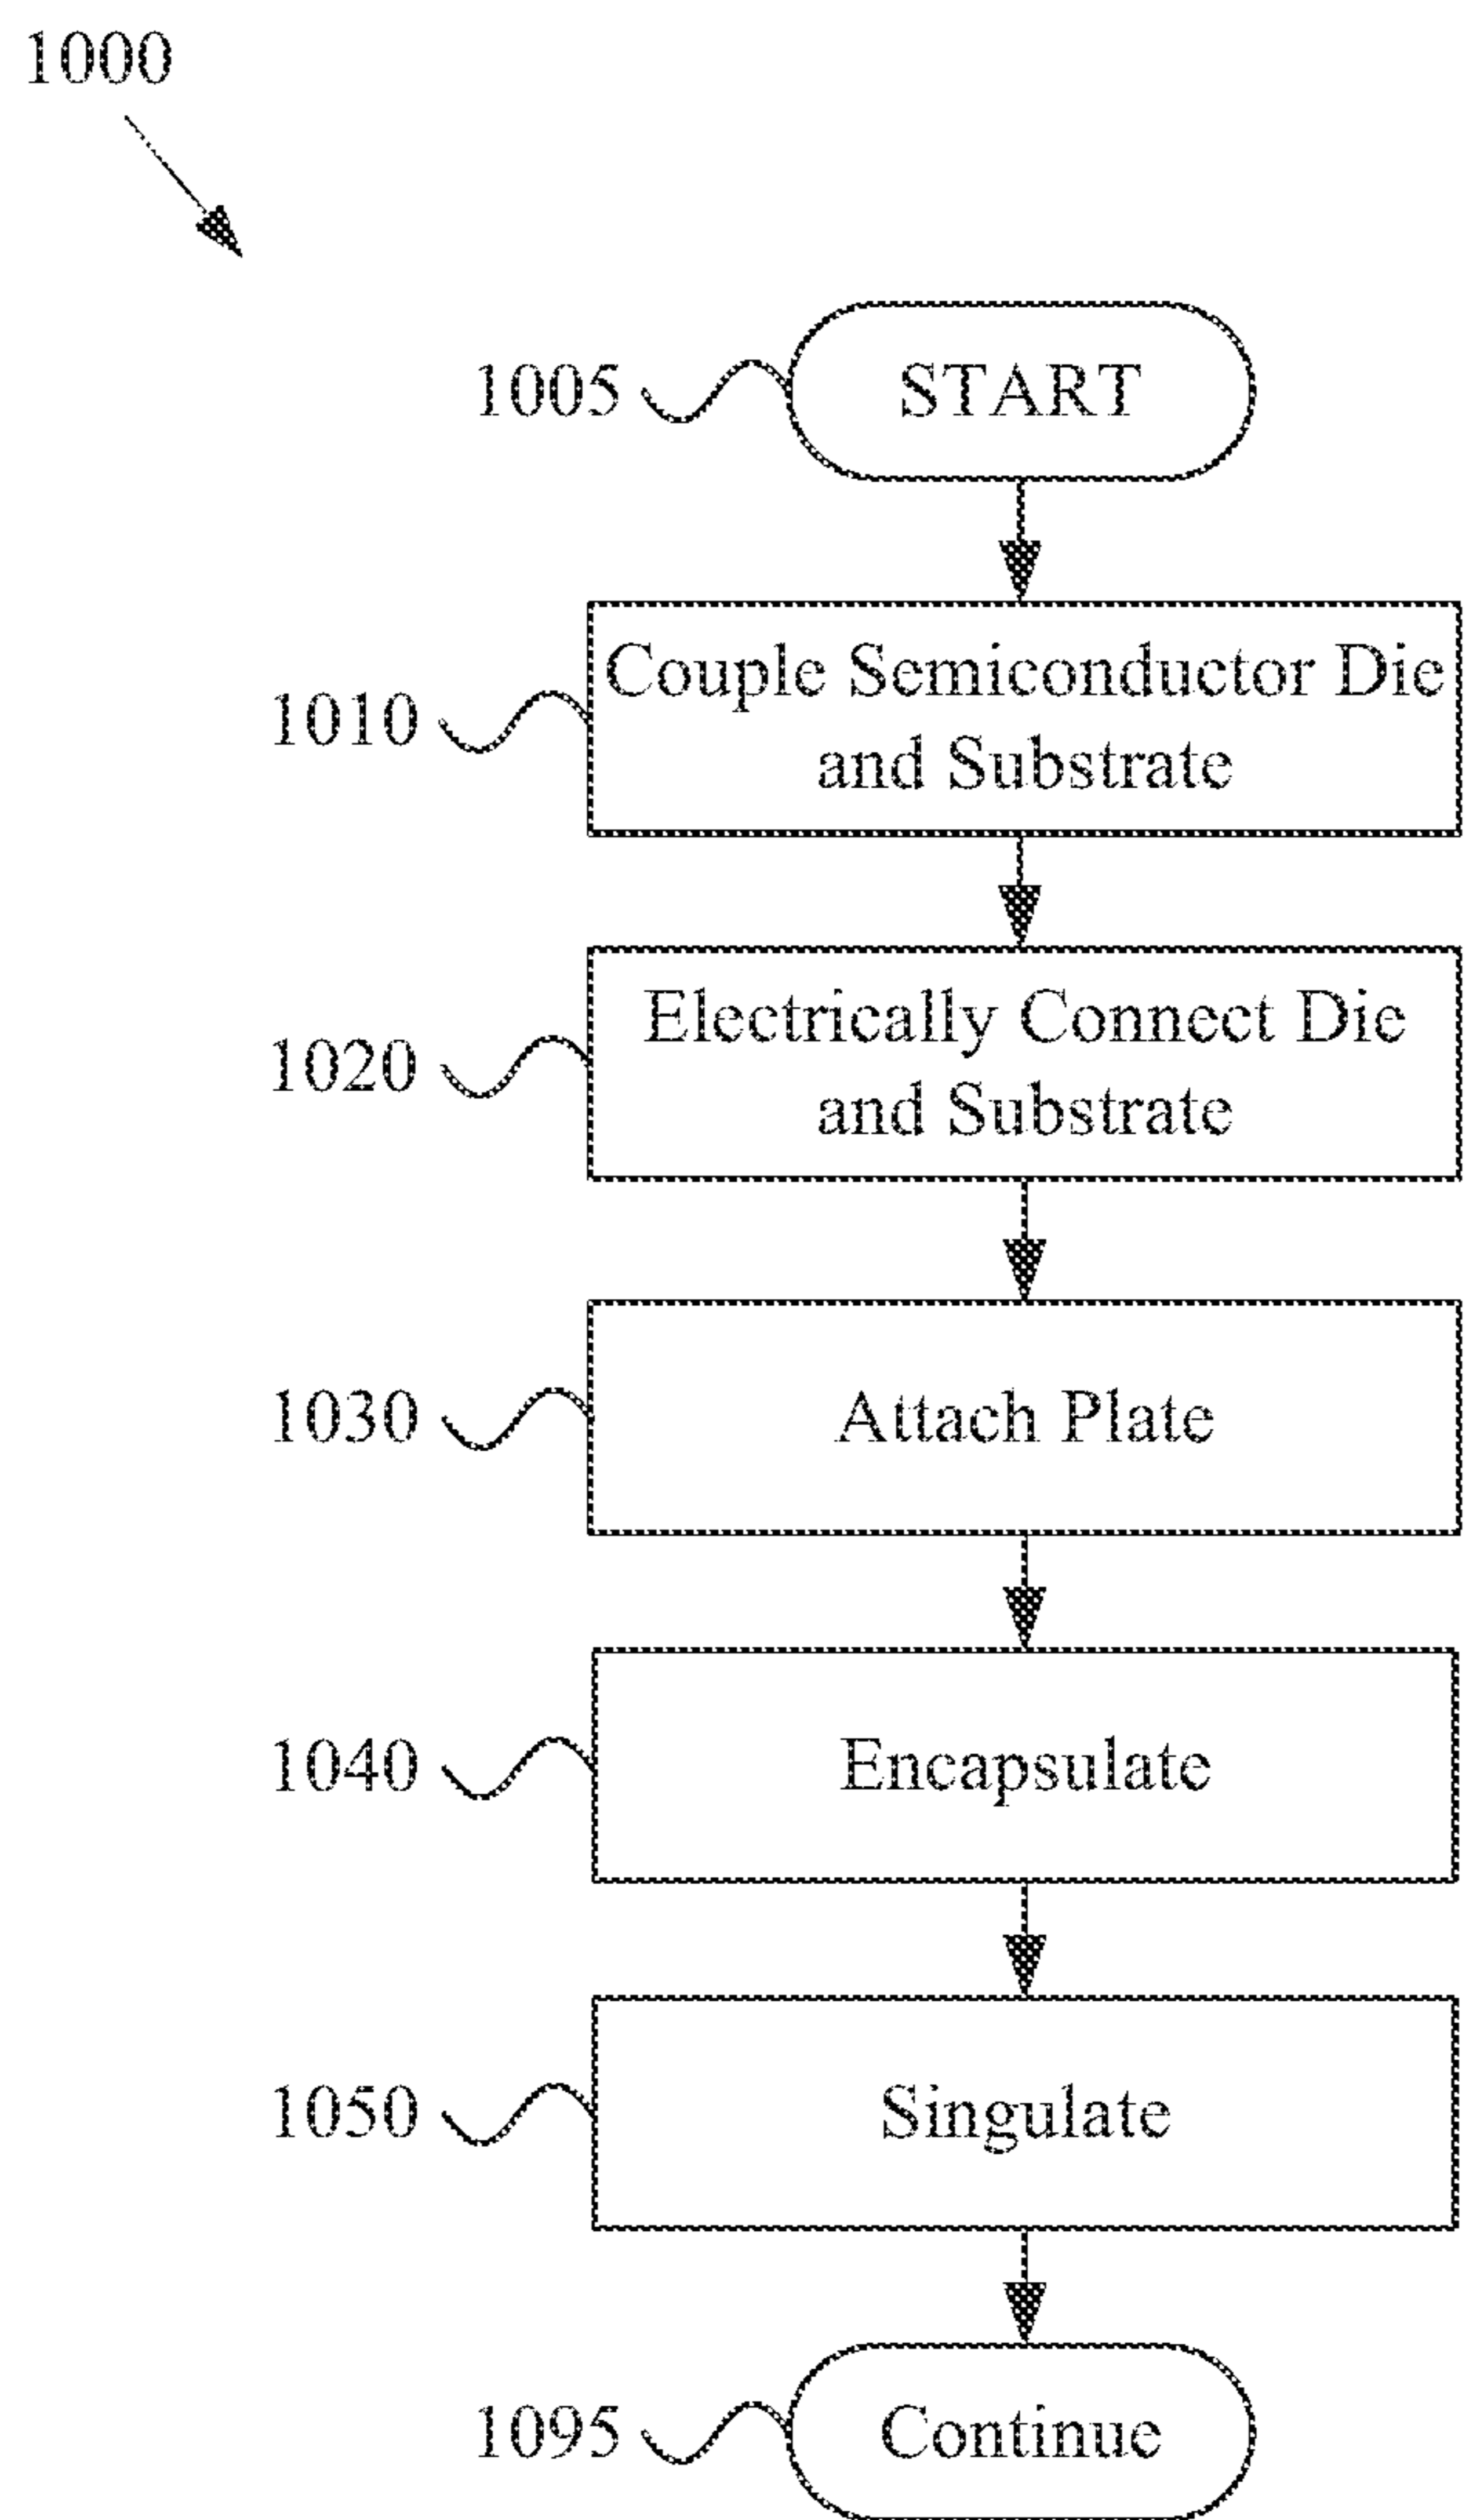 1000
1005 START
1010 Couple Semiconductor Die
and Substrate
1020 Electrically Connect Die
and Substrate
1030 Attach Plate
1040 Encapsulate
1050 Singulate
1095 Continue